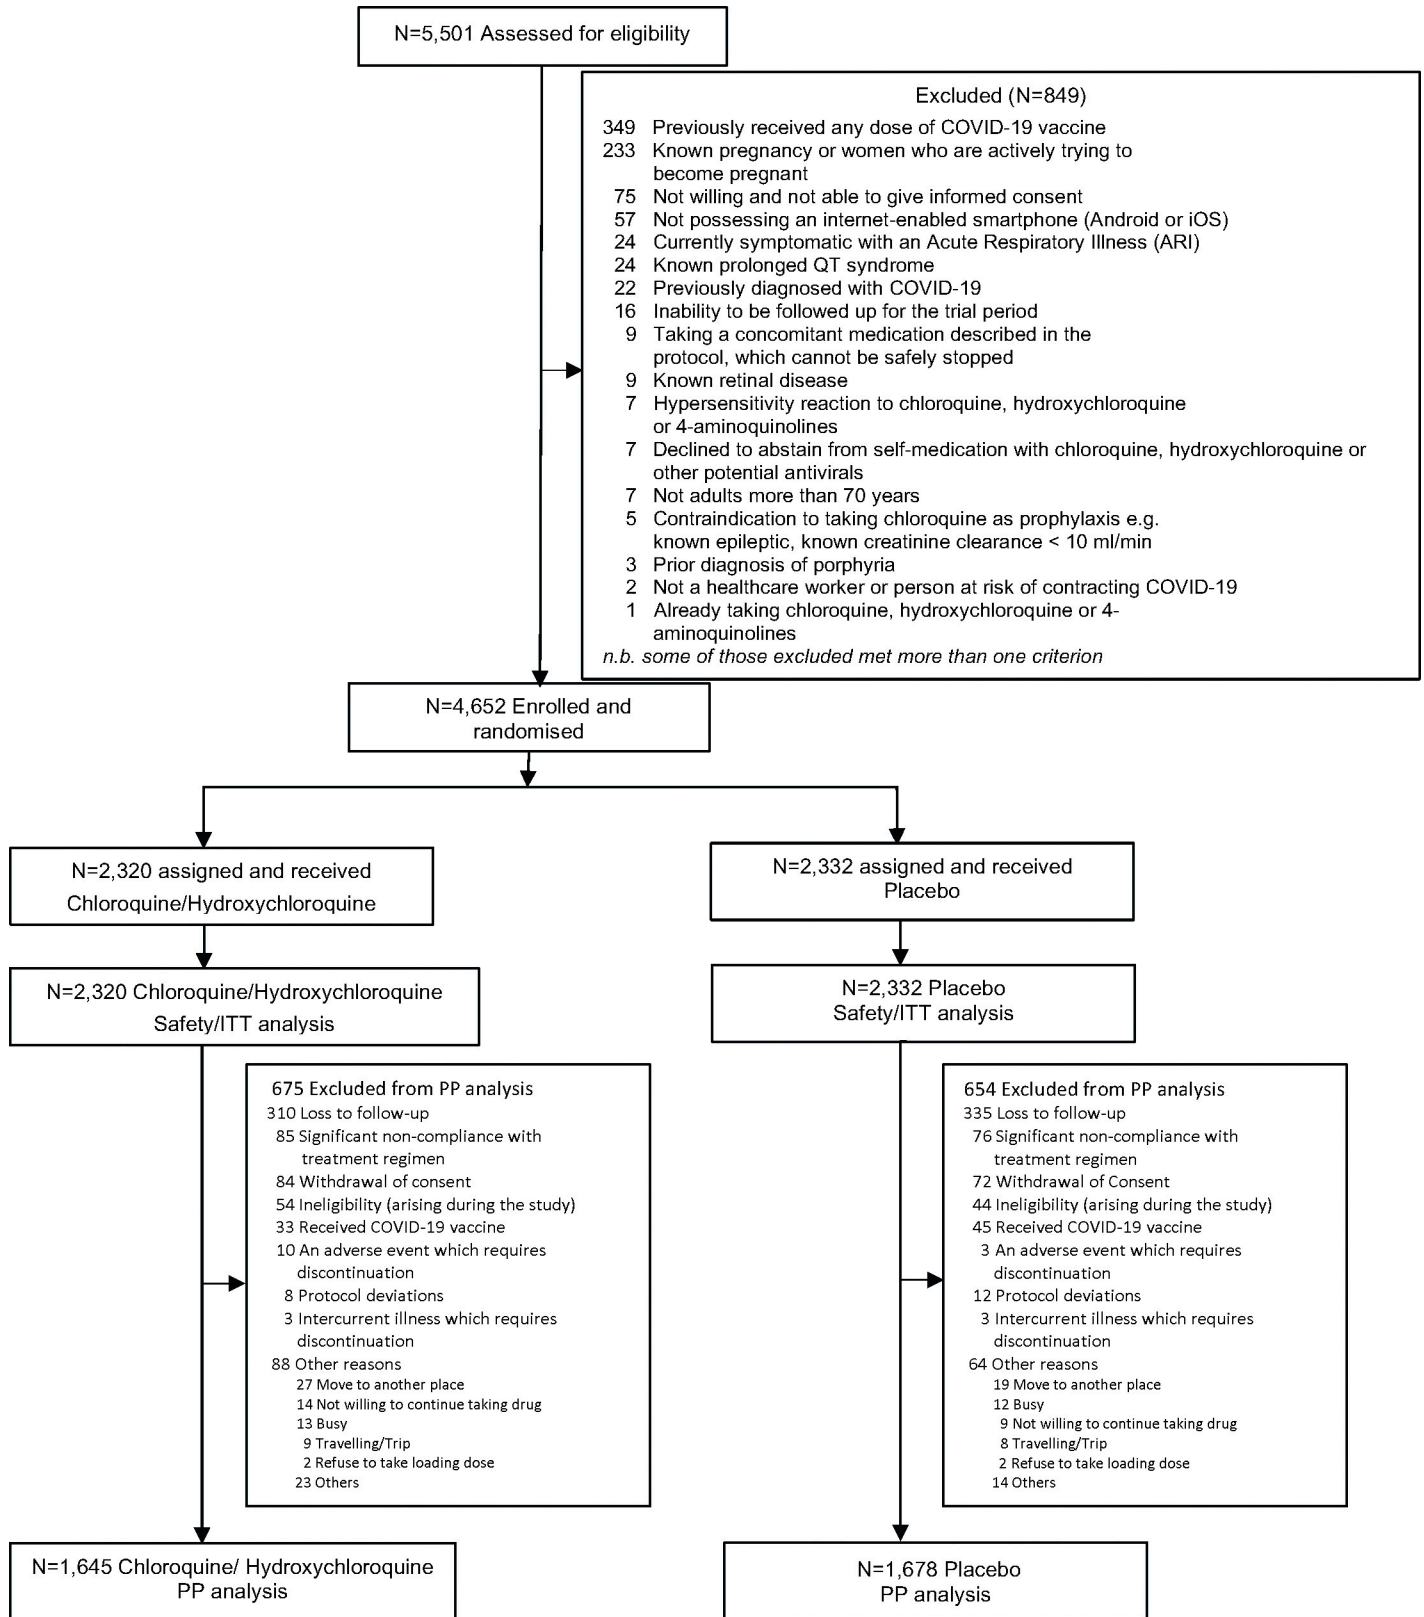 N=5,501 Assessed for eligibility
Excluded (N=849)
349 Previously received any dose of COVID-19 vaccine
233 Known pregnancy or women who are actively trying to
become pregnant
75 Not willing and not able to give informed consent
57 Not possessing an internet-enabled smartphone (Android or iOS)
24 Currently symptomatic with an Acute Respiratory Illness (ARI)
24 Known prolonged QT syndrome
22 Previously diagnosed with COVID-19
16 Inability to be followed up for the trial period
9 Taking a concomitant medication described in the
protocol, which cannot be safely stopped
9 Known retinal disease
7 Hypersensitivity reaction to chloroquine, hydroxychloroquine
or 4-aminoquinolines
7 Declined to abstain from self-medication with chloroquine, hydroxychloroquine or
other potential antivirals
7 Not adults more than 70 years
5 Contraindication to taking chloroquine as prophylaxis e.g.
known epileptic, known creatinine clearance < 10 ml/min
3 Prior diagnosis of porphyria
2 Not a healthcare worker or person at risk of contracting COVID-19
1 Already taking chloroquine, hydroxychloroquine or 4-
aminoquinolines
n.b. some of those excluded met more than one criterion
N=4,652 Enrolled and
randomised
N=2,320 assigned and received
Chloroquine/Hydroxychloroquine
N=2,332 assigned and received
Placebo
N=2,320 Chloroquine/Hydroxychloroquine
Safety/ITT analysis
N=2,332 Placebo
Safety/ITT analysis
675 Excluded from PP analysis
310 Loss to follow-up
85 Significant non-compliance with
treatment regimen
84 Withdrawal of consent
54 Ineligibility (arising during the study)
33 Received COVID-19 vaccine
10 An adverse event which requires
discontinuation
8 Protocol deviations
3 Intercurrent illness which requires
discontinuation
88 Other reasons
27 Move to another place
14 Not willing to continue taking drug
13 Busy
9 Travelling/Trip
2 Refuse to take loading dose
23 Others
654 Excluded from PP analysis
335 Loss to follow-up
76 Significant non-compliance with
treatment regimen
72 Withdrawal of Consent
44 Ineligibility (arising during the study)
45 Received COVID-19 vaccine
3 An adverse event which requires
discontinuation
12 Protocol deviations
3 Intercurrent illness which requires
discontinuation
64 Other reasons
19 Move to another place
12 Busy
9 Not willing to continue taking drug
8 Travelling/Trip
2 Refuse to take loading dose
14 Others
N=1,645 Chloroquine/ Hydroxychloroquine
PP analysis
N=1,678 Placebo
PP analysis